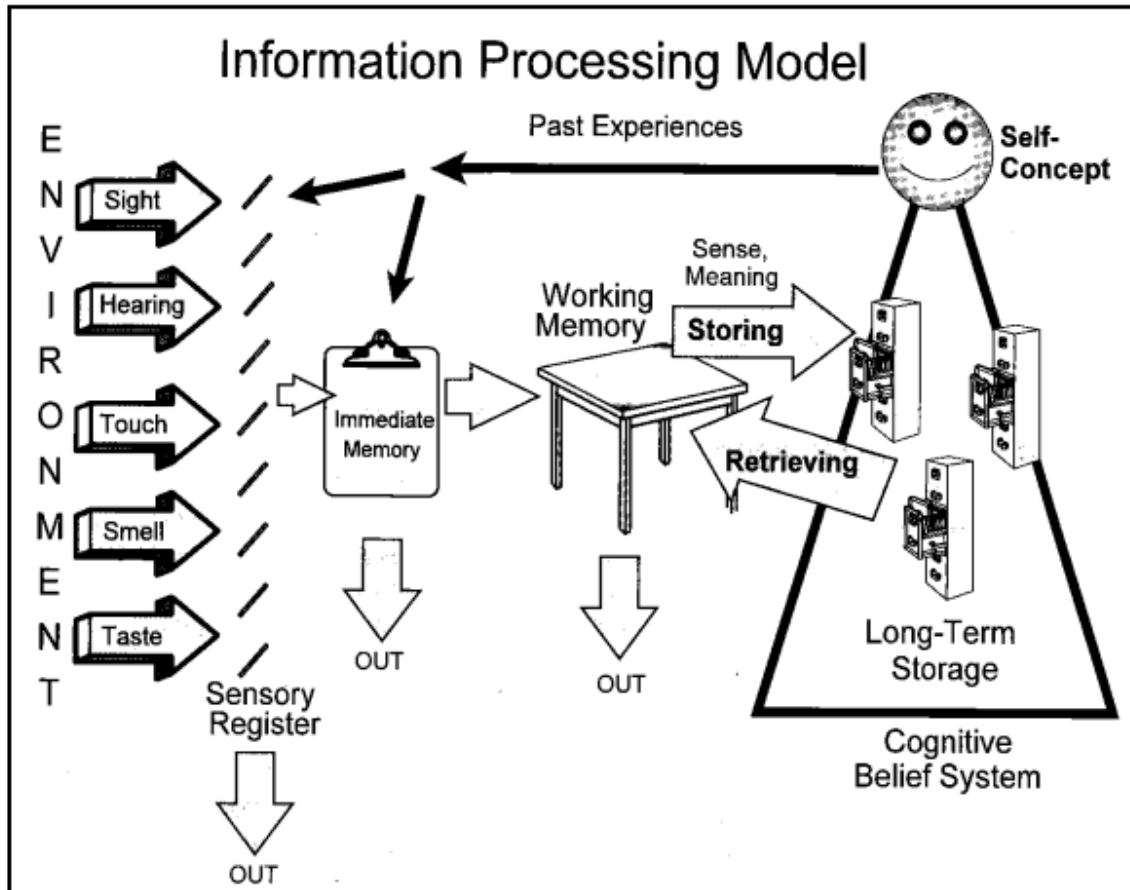 Information Processing Model
ENVIRONMENT
Past Experiences
Self-
Concept
Sight
Hearing
Touch
Smell
Taste
Sensory
Register
OUT
Immediate
Memory
OUT
Working
Memory
OUT
Sense,
Meaning
Storing
Retrieving
Long-Term
Storage
Cognitive
Belief System